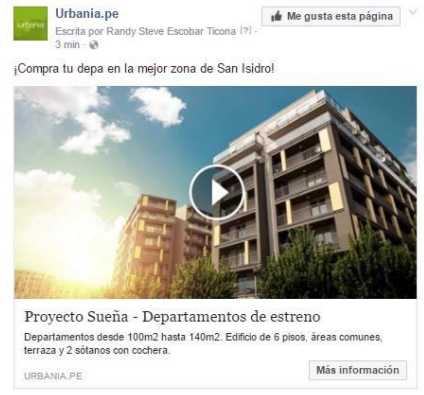 urbania
Urbania.pe
Me gusta esta página
Escrita por Randy Steve Escobar Ticona [?] ·
3 min ·
¡Compra tu depa en la mejor zona de San Isidro!
Proyecto Sueña - Departamentos de estreno
Departamentos desde 100m2 hasta 140m2. Edificio de 6 pisos, áreas comunes,
terraza y 2 sótanos con cochera.
URBANIA.PE
Más información